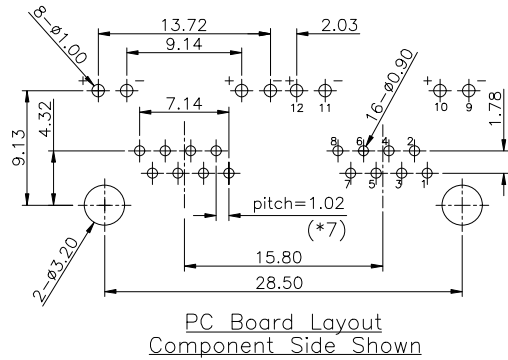 8-ø1.00
13.72
2.03
9.14
+ - + - + - + -
12 11 10 9
7.14
16-ø0.90
1.78
9.13
4.32
8 6 4 2
7 5 3 1
pitch=1.02
(*7)
2-ø3.20
15.80
28.50
PC Board Layout
Component Side Shown